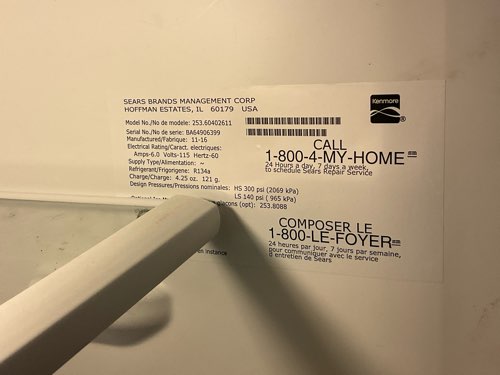 SEARS BRANDS MANAGEMENT CORP
HOFFMAN ESTATES, IL 60179 USA
Kenmore
®
Model No./No de modele: 253.60402611
Serial No./No de serie: BA64906399
Manufactured/Fabrique: 11-16
Electrical Rating/Caract. electriques:
Amps-6.0 Volts-115 Hertz-60
Supply Type/Alimentation: ~
Refrigerant/Frigorigene: R134a
Charge/Charge: 4.25 oz. 121 g.
Design Pressures/Pressions nominales: HS 300 psi (2069 kPa)
LS 140 psi ( 965 kPa)
glacons (opt): 253.8088
en instance
CALL
1-800-4-MY-HOME
24 Hours a day, 7 days a week,
to schedule Sears Repair Service
COMPOSER LE
1-800-LE-FOYER
24 heures par jour, 7 jours par semaine,
pour communiquer avec le service
d'entretien de Sears